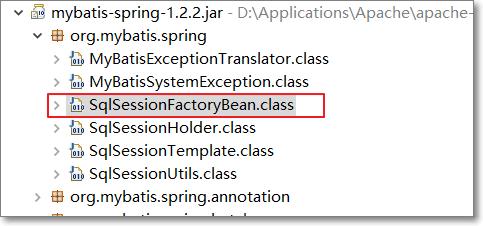 mybatis-spring-1.2.2.jar - D:\Applications\Apache\apache-
org.mybatis.spring
MyBatisExceptionTranslator.class
MyBatisSystemException.class
SqlSessionFactoryBean.class
SqlSessionHolder.class
SqlSessionTemplate.class
SqlSessionUtils.class
org.mybatis.spring.annotation